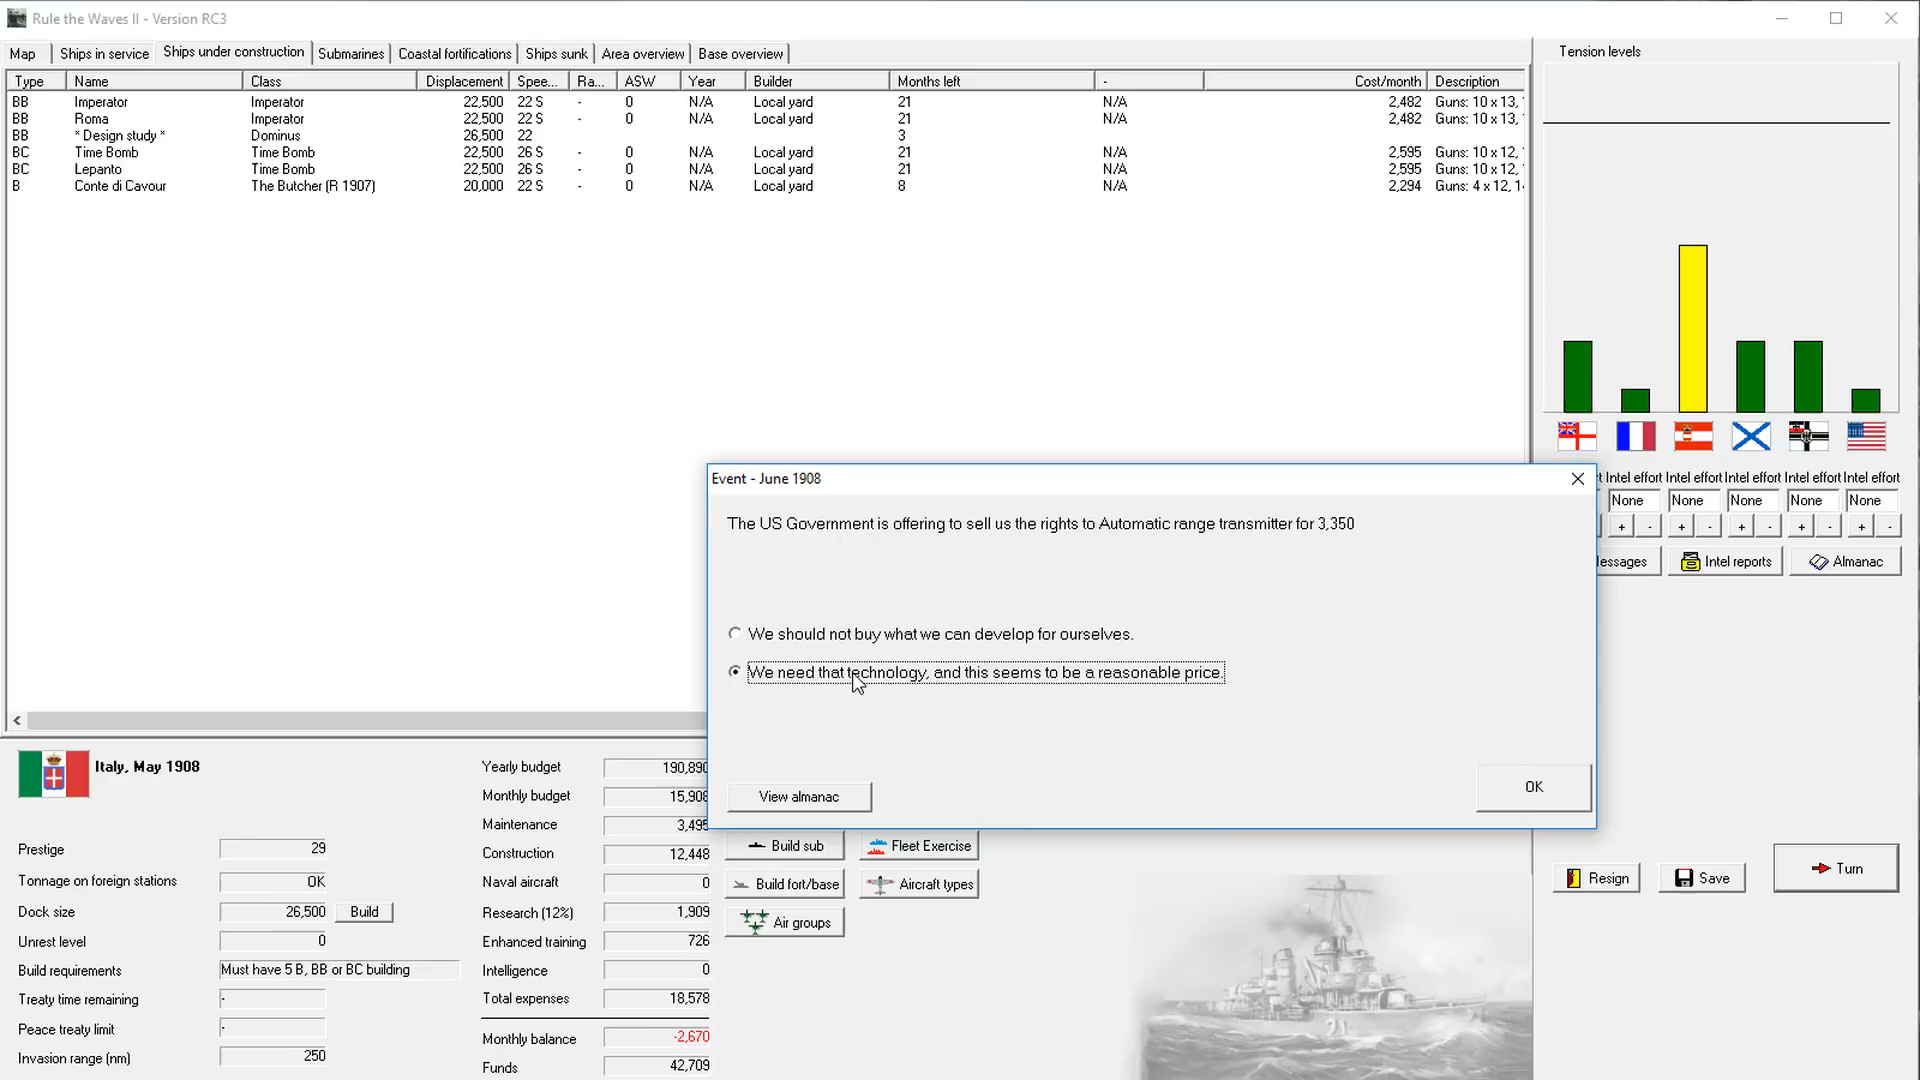 Rule the Waves II - Version RC3
Map Ships in service Ships under construction Submarines Coastal fortifications Ships sunk Area overview Base overview
Type Name Class Displacement Spee... Ra... ASW Year Builder Months left - Cost/month Description
BB Imperator Imperator 22,500 22 S - 0 N/A Local yard 21 N/A 2,482 Guns: 10 x 13,
BB Roma Imperator 22,500 22 S - 0 N/A Local yard 21 N/A 2,482 Guns: 10 x 13,
BB * Design study * Dominus 26,500 22 3
BC Time Bomb Time Bomb 22,500 26 S - 0 N/A Local yard 21 N/A 2,595 Guns: 10 x 12,
BC Lepanto Time Bomb 22,500 26 S - 0 N/A Local yard 21 N/A 2,595 Guns: 10 x 12,
B Conte di Cavour The Butcher (R 1907) 20,000 22 S - 0 N/A Local yard 8 N/A 2,294 Guns: 4 x 12, 1
Tension levels
Intel effort Intel effort Intel effort Intel effort Intel effort
None None None None None
+ - + - + - + - + -
Intel reports Almanac
Event - June 1908
The US Government is offering to sell us the rights to Automatic range transmitter for 3,350
We should not buy what we can develop for ourselves.
We need that technology, and this seems to be a reasonable price.
View almanac OK
Italy, May 1908
Prestige 29
Tonnage on foreign stations OK
Dock size 26,500 Build
Unrest level 0
Build requirements Must have 5 B, BB or BC building
Treaty time remaining -
Peace treaty limit -
Invasion range (nm) 250
Yearly budget 190,890
Monthly budget 15,908
Maintenance 3,495
Construction 12,448
Naval aircraft 0
Research (12%) 1,909
Enhanced training 726
Intelligence 0
Total expenses 18,578
Monthly balance -2,670
Funds 42,709
Build sub Fleet Exercise
Build fort/base Aircraft types
Air groups
Resign Save Turn